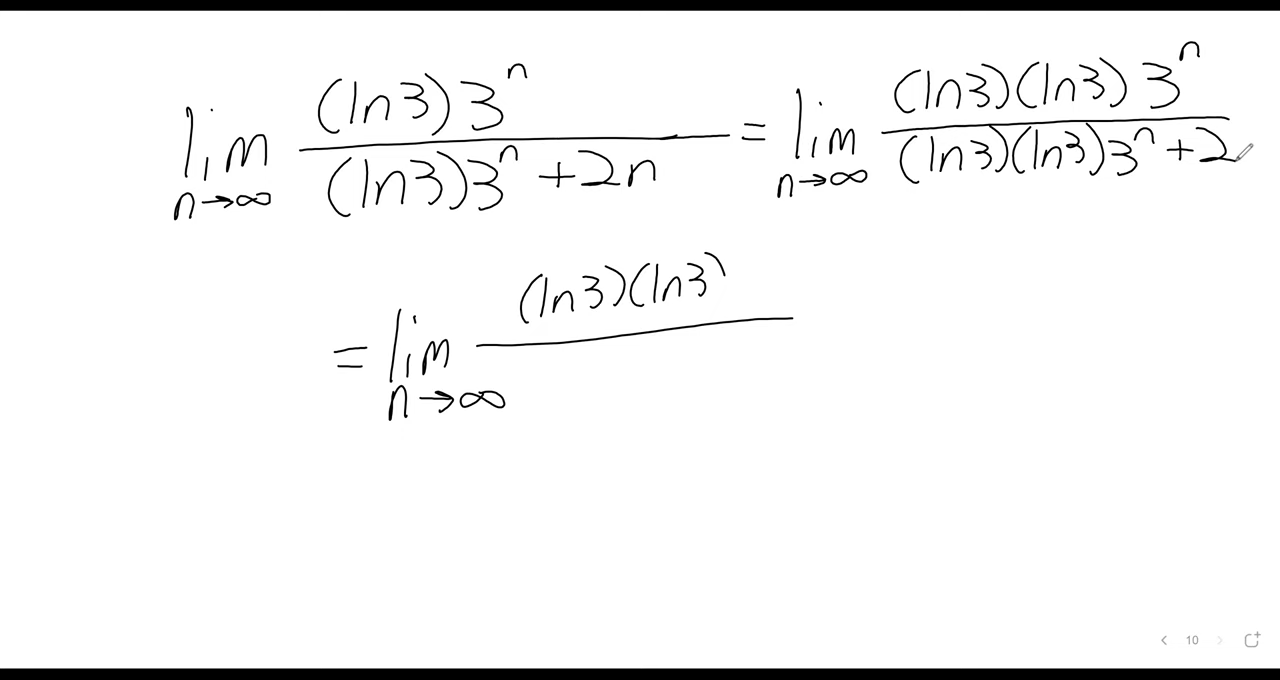 lim n→∞ (ln3)3^n / (ln3)3^n + 2n = lim n→∞ (ln3)(ln3)3^n / (ln3)(ln3)3^n + 2
= lim n→∞ (ln3)(ln3)
10